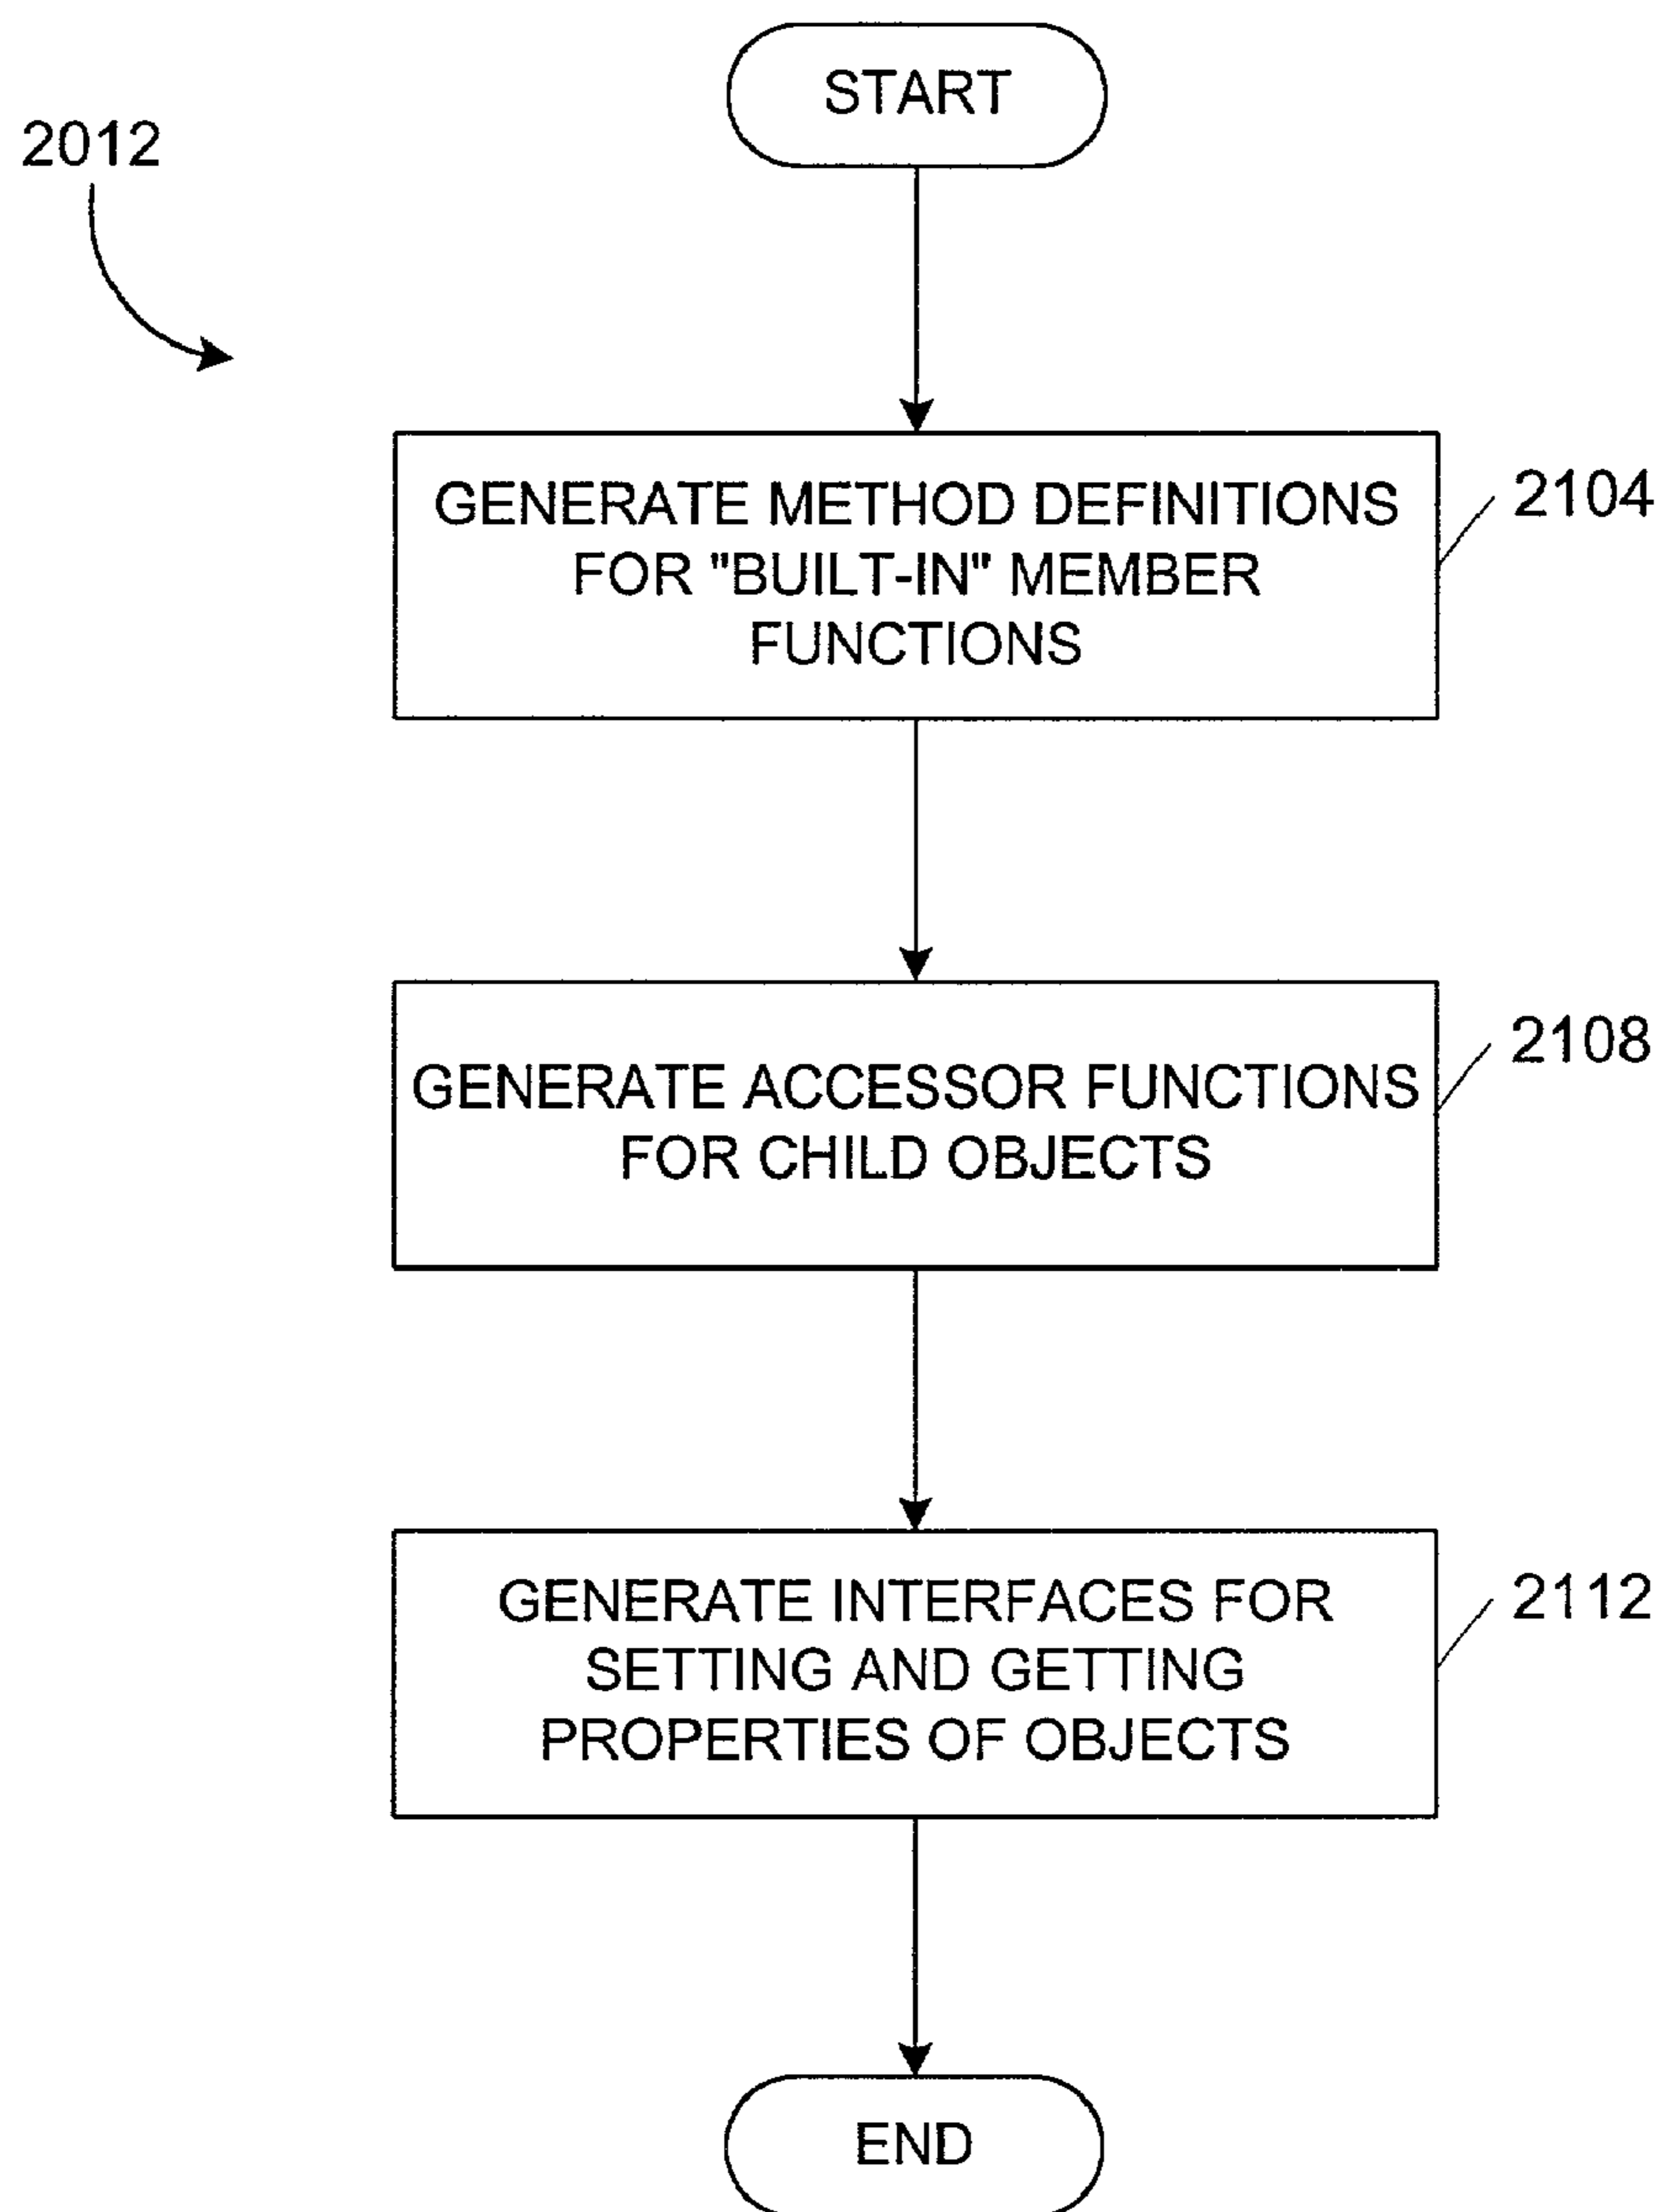 START
2012
GENERATE METHOD DEFINITIONS
FOR "BUILT-IN" MEMBER
FUNCTIONS
2104
GENERATE ACCESSOR FUNCTIONS
FOR CHILD OBJECTS
2108
GENERATE INTERFACES FOR
SETTING AND GETTING
PROPERTIES OF OBJECTS
2112
END